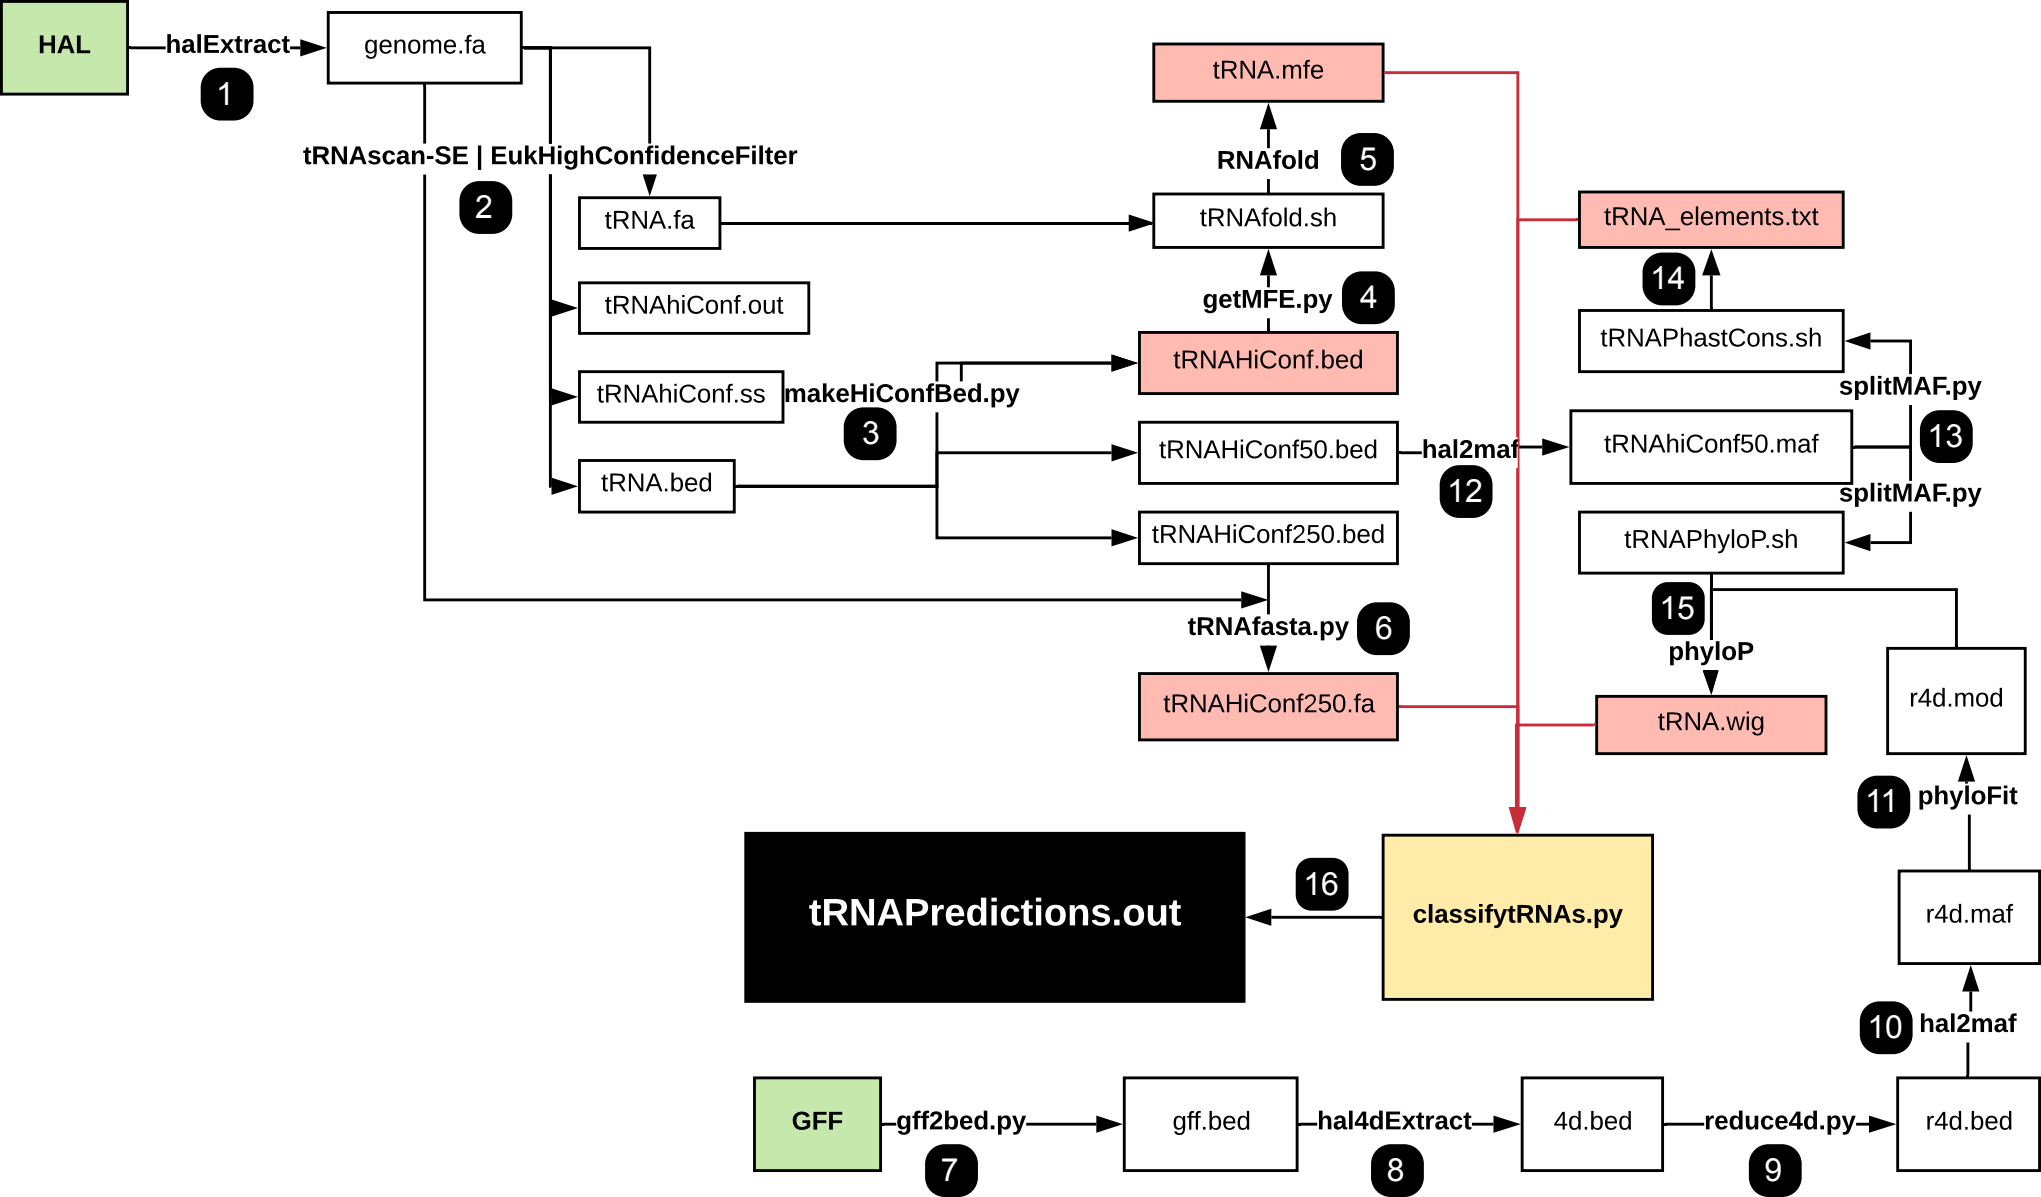 HAL
halExtract
1
genome.fa
tRNAscan-SE | EukHighConfidenceFilter
2
tRNA.fa
tRNAhiConf.out
tRNAhiConf.ss
tRNA.bed
makeHiConfBed.py
3
tRNA.mfe
RNAfold
5
tRNAfold.sh
getMFE.py
4
tRNAHiConf.bed
tRNAHiConf50.bed
tRNAHiConf250.bed
tRNAfasta.py
6
tRNAHiConf250.fa
hal2maf
12
tRNA_elements.txt
14
tRNAPhastCons.sh
splitMAF.py
tRNAhiConf50.maf
13
splitMAF.py
tRNAPhyloP.sh
15
phyloP
tRNA.wig
r4d.mod
11
phyloFit
r4d.maf
10
hal2maf
tRNAPredictions.out
16
classifytRNAs.py
GFF
gff2bed.py
7
gff.bed
hal4dExtract
8
4d.bed
reduce4d.py
9
r4d.bed